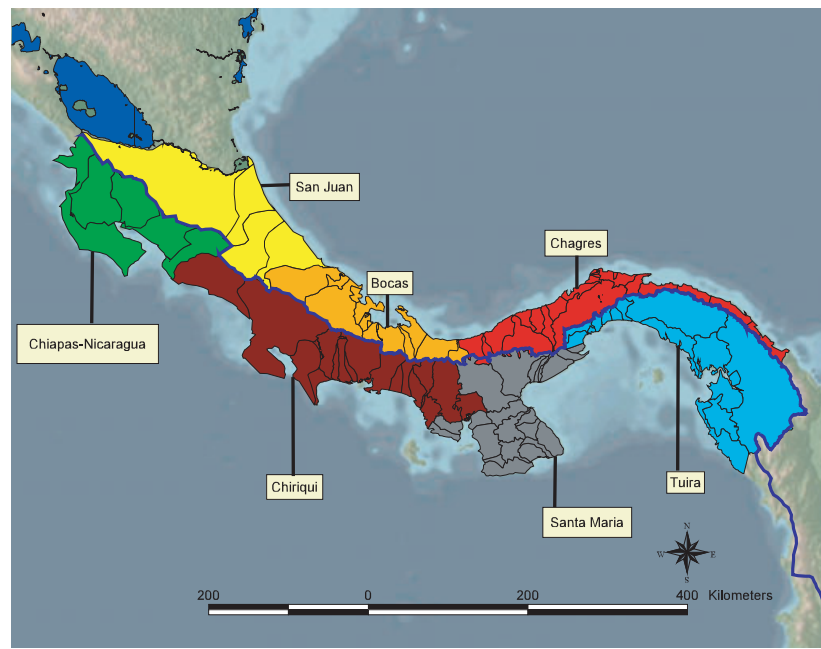 San Juan
Chagres
Bocas
Chiapas-Nicaragua
Chiriqui
Tuira
Santa Maria
N
W E
S
200 0 200 400 Kilometers